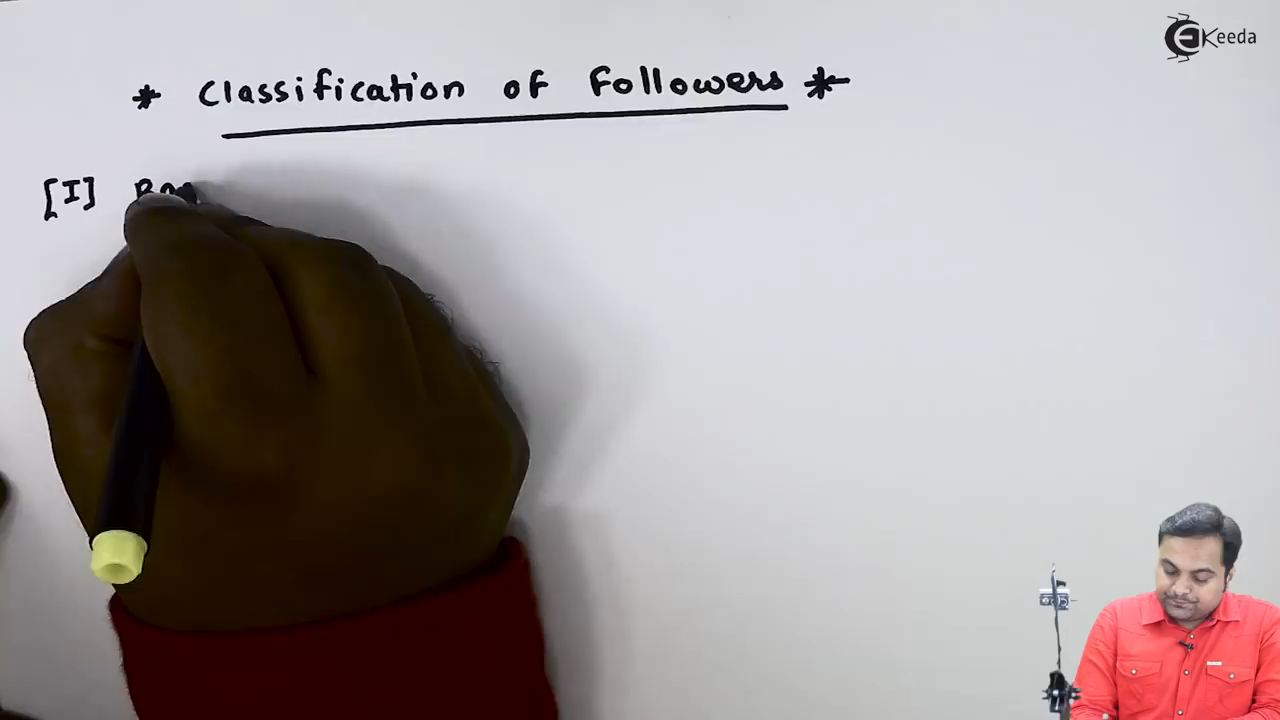 Keeda
* Classification of Followers *
[I]